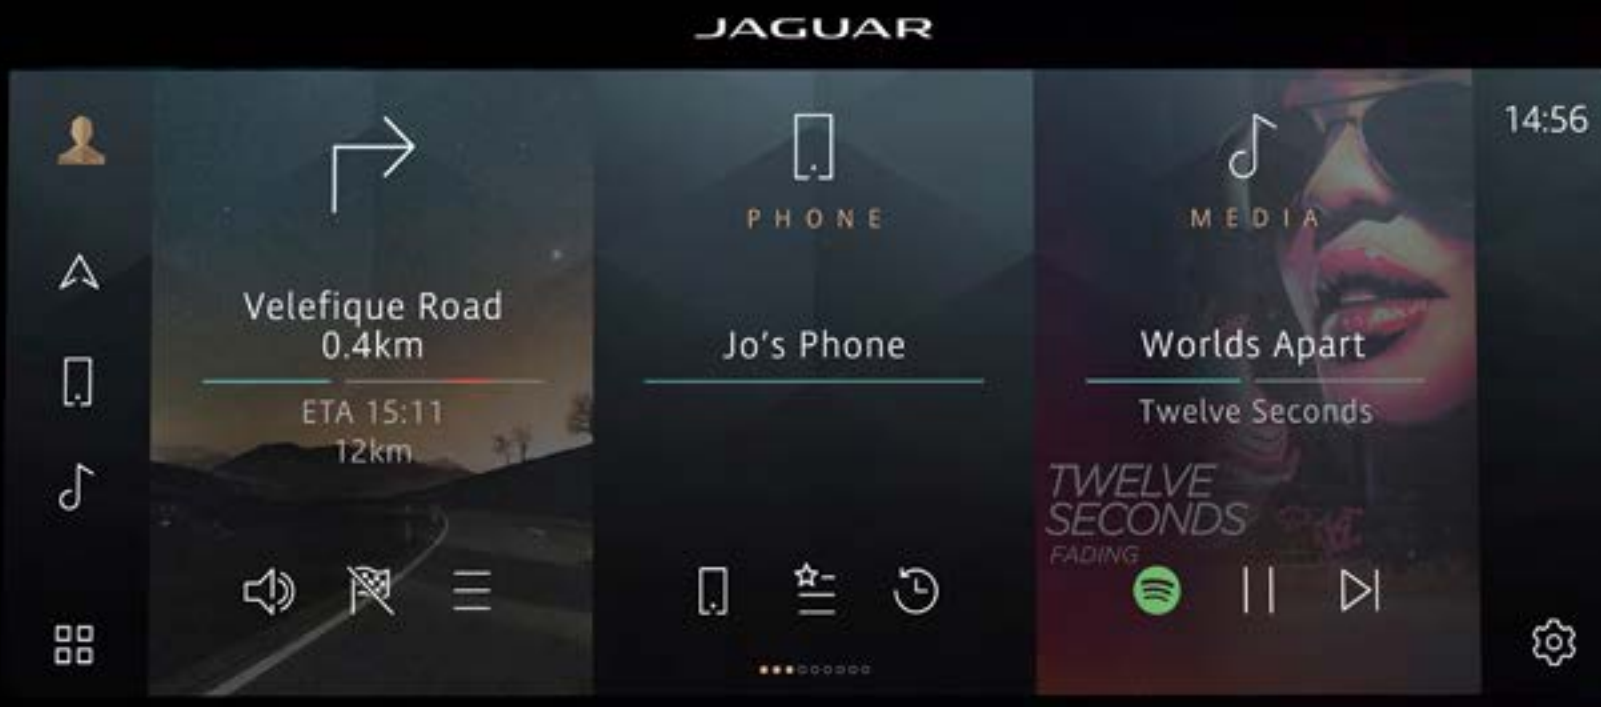 JAGUAR
14:56
Velefique Road
0.4km
ETA 15:11
12km
PHONE
Jo's Phone
MEDIA
Worlds Apart
Twelve Seconds
TWELVE
SECONDS
FADING